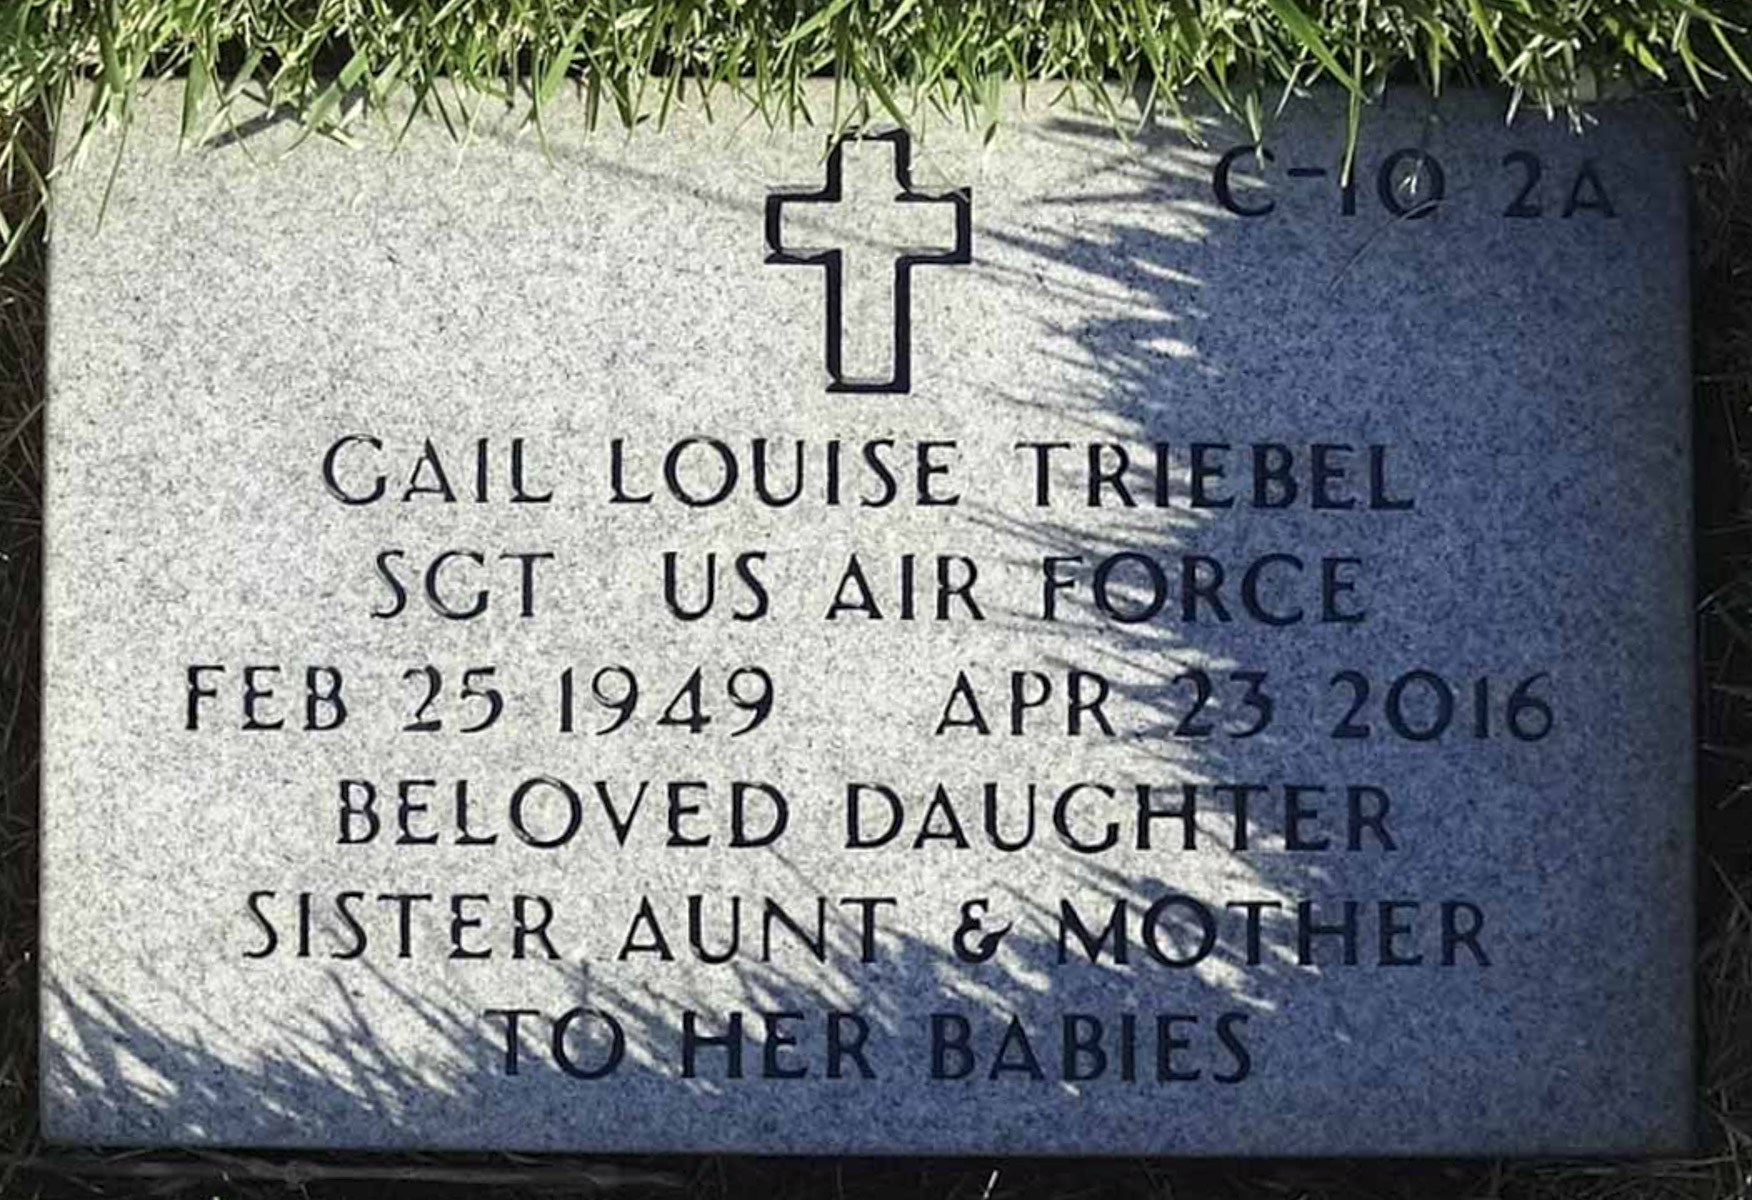 C-10 2A
GAIL LOUISE TRIEBEL
SGT US AIR FORCE
FEB 25 1949 APR 23 2016
BELOVED DAUGHTER
SISTER AUNT & MOTHER
TO HER BABIES